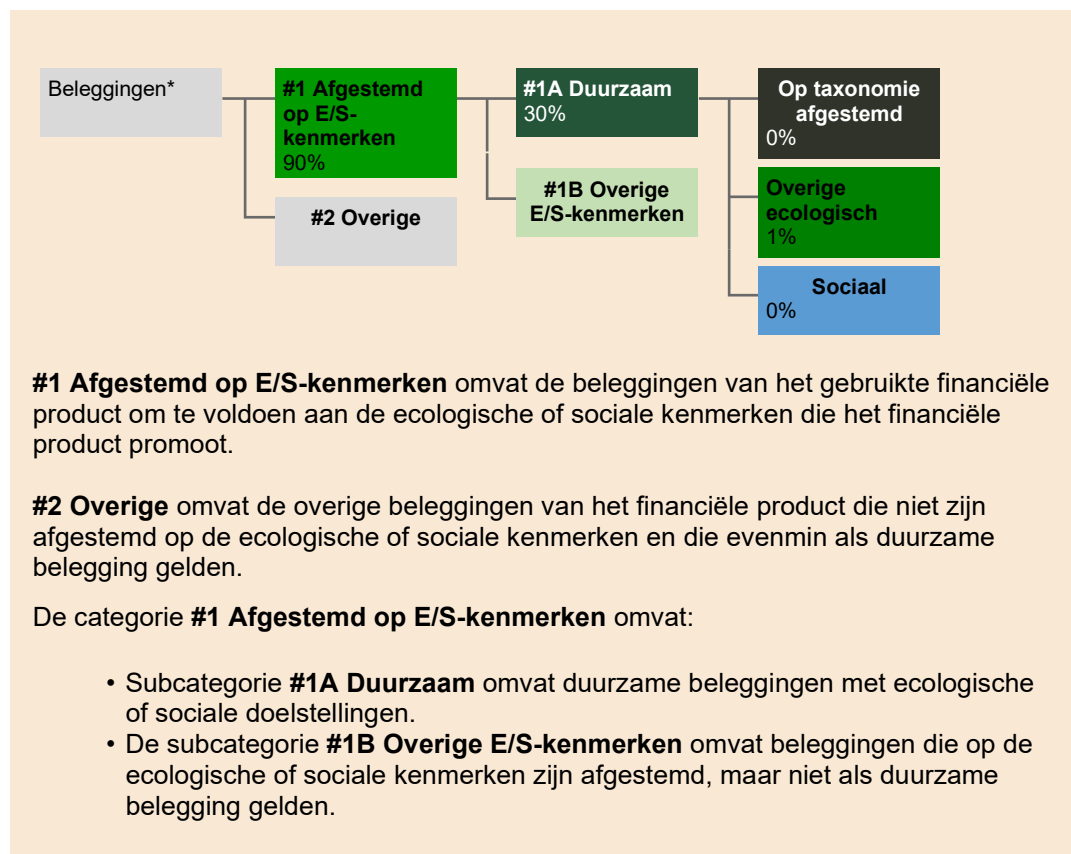 Beleggingen*
#1 Afgestemd
op E/S-
kenmerken
90%
#2 Overige
#1A Duurzaam
30%
#1B Overige
E/S-kenmerken
Op taxonomie
afgestemd
0%
Overige
ecologisch
1%
Sociaal
0%
#1 Afgestemd op E/S-kenmerken omvat de beleggingen van het gebruikte financiële
product om te voldoen aan de ecologische of sociale kenmerken die het financiële
product promoot.
#2 Overige omvat de overige beleggingen van het financiële product die niet zijn
afgestemd op de ecologische of sociale kenmerken en die evenmin als duurzame
belegging gelden.
De categorie #1 Afgestemd op E/S-kenmerken omvat:
• Subcategorie #1A Duurzaam omvat duurzame beleggingen met ecologische
of sociale doelstellingen.
• De subcategorie #1B Overige E/S-kenmerken omvat beleggingen die op de
ecologische of sociale kenmerken zijn afgestemd, maar niet als duurzame
belegging gelden.